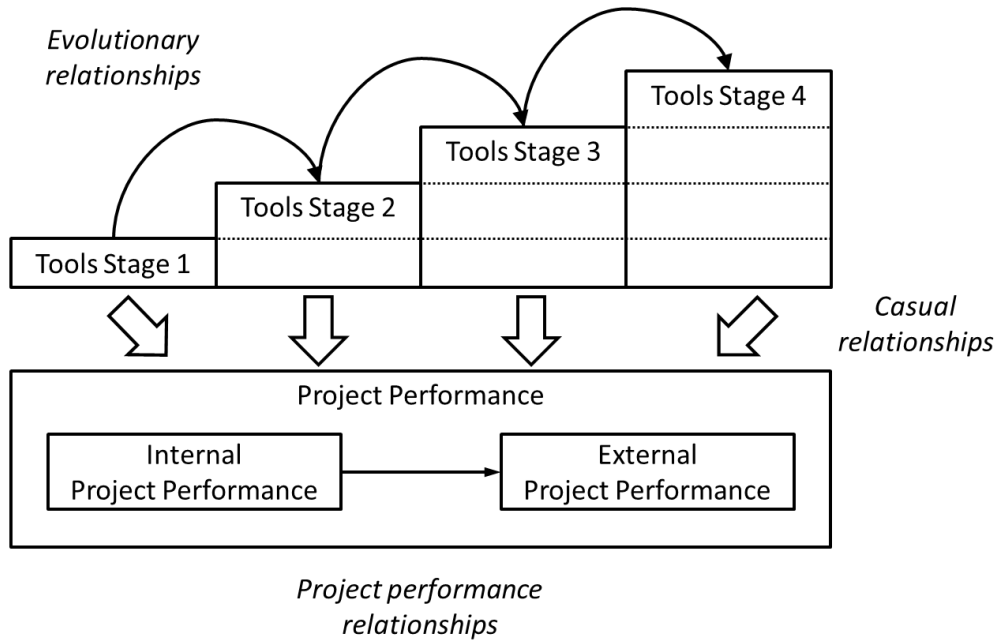 Evolutionary
relationships
Tools Stage 4
Tools Stage 3
Tools Stage 2
Tools Stage 1
Casual
relationships
Project Performance
Internal
Project Performance
External
Project Performance
Project performance
relationships